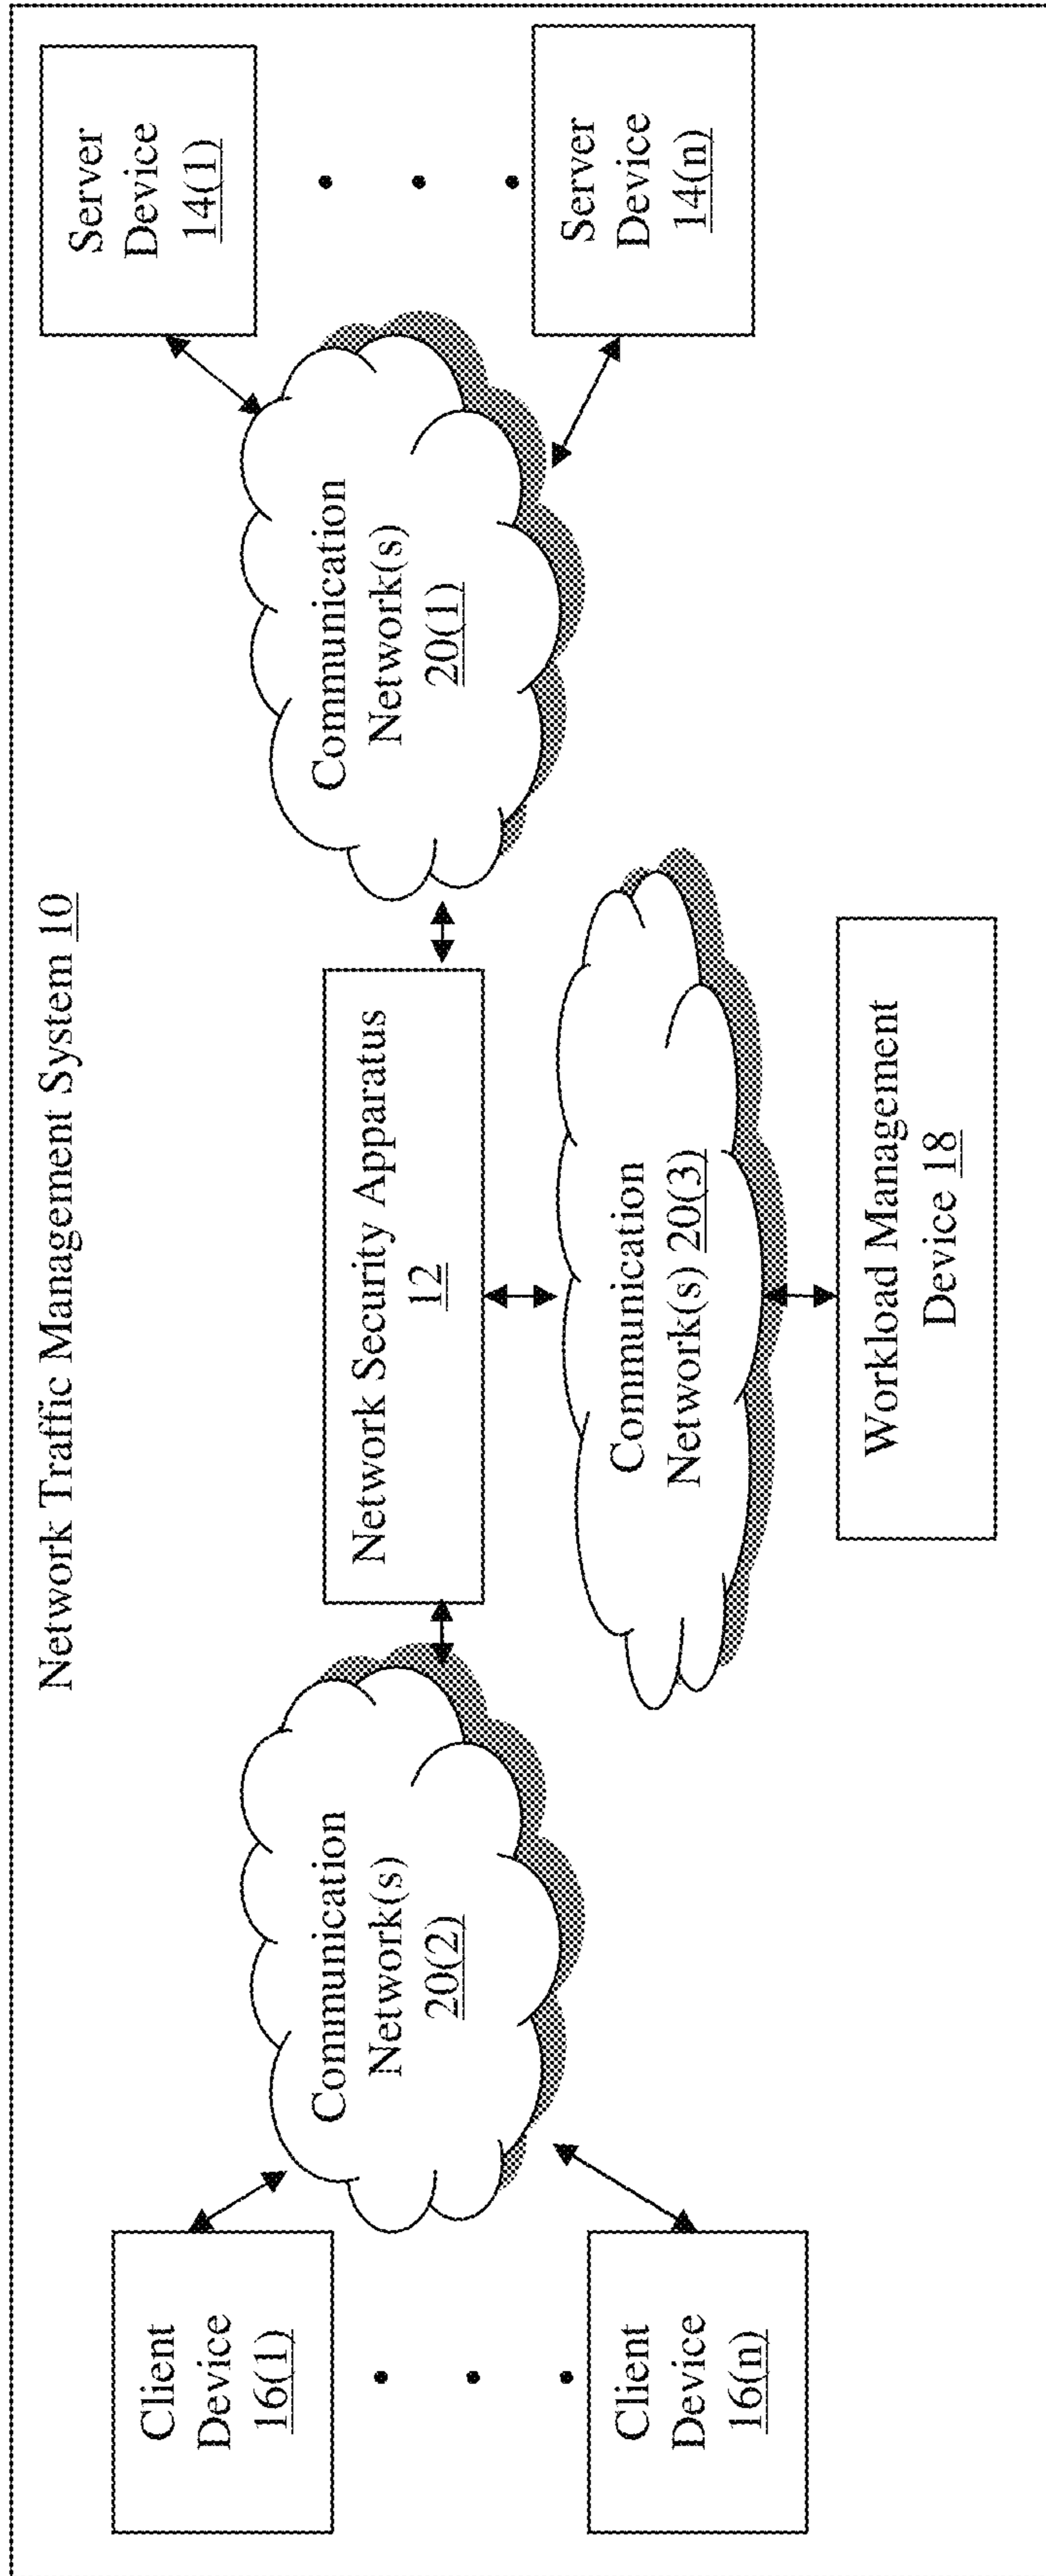 Network Traffic Management System 10
Client
Device
16(1)
Client
Device
16(n)
Communication
Network(s)
20(2)
Network Security Apparatus
12
Communication
Network(s) 20(3)
Workload Management
Device 18
Communication
Network(s)
20(1)
Server
Device
14(1)
Server
Device
14(n)